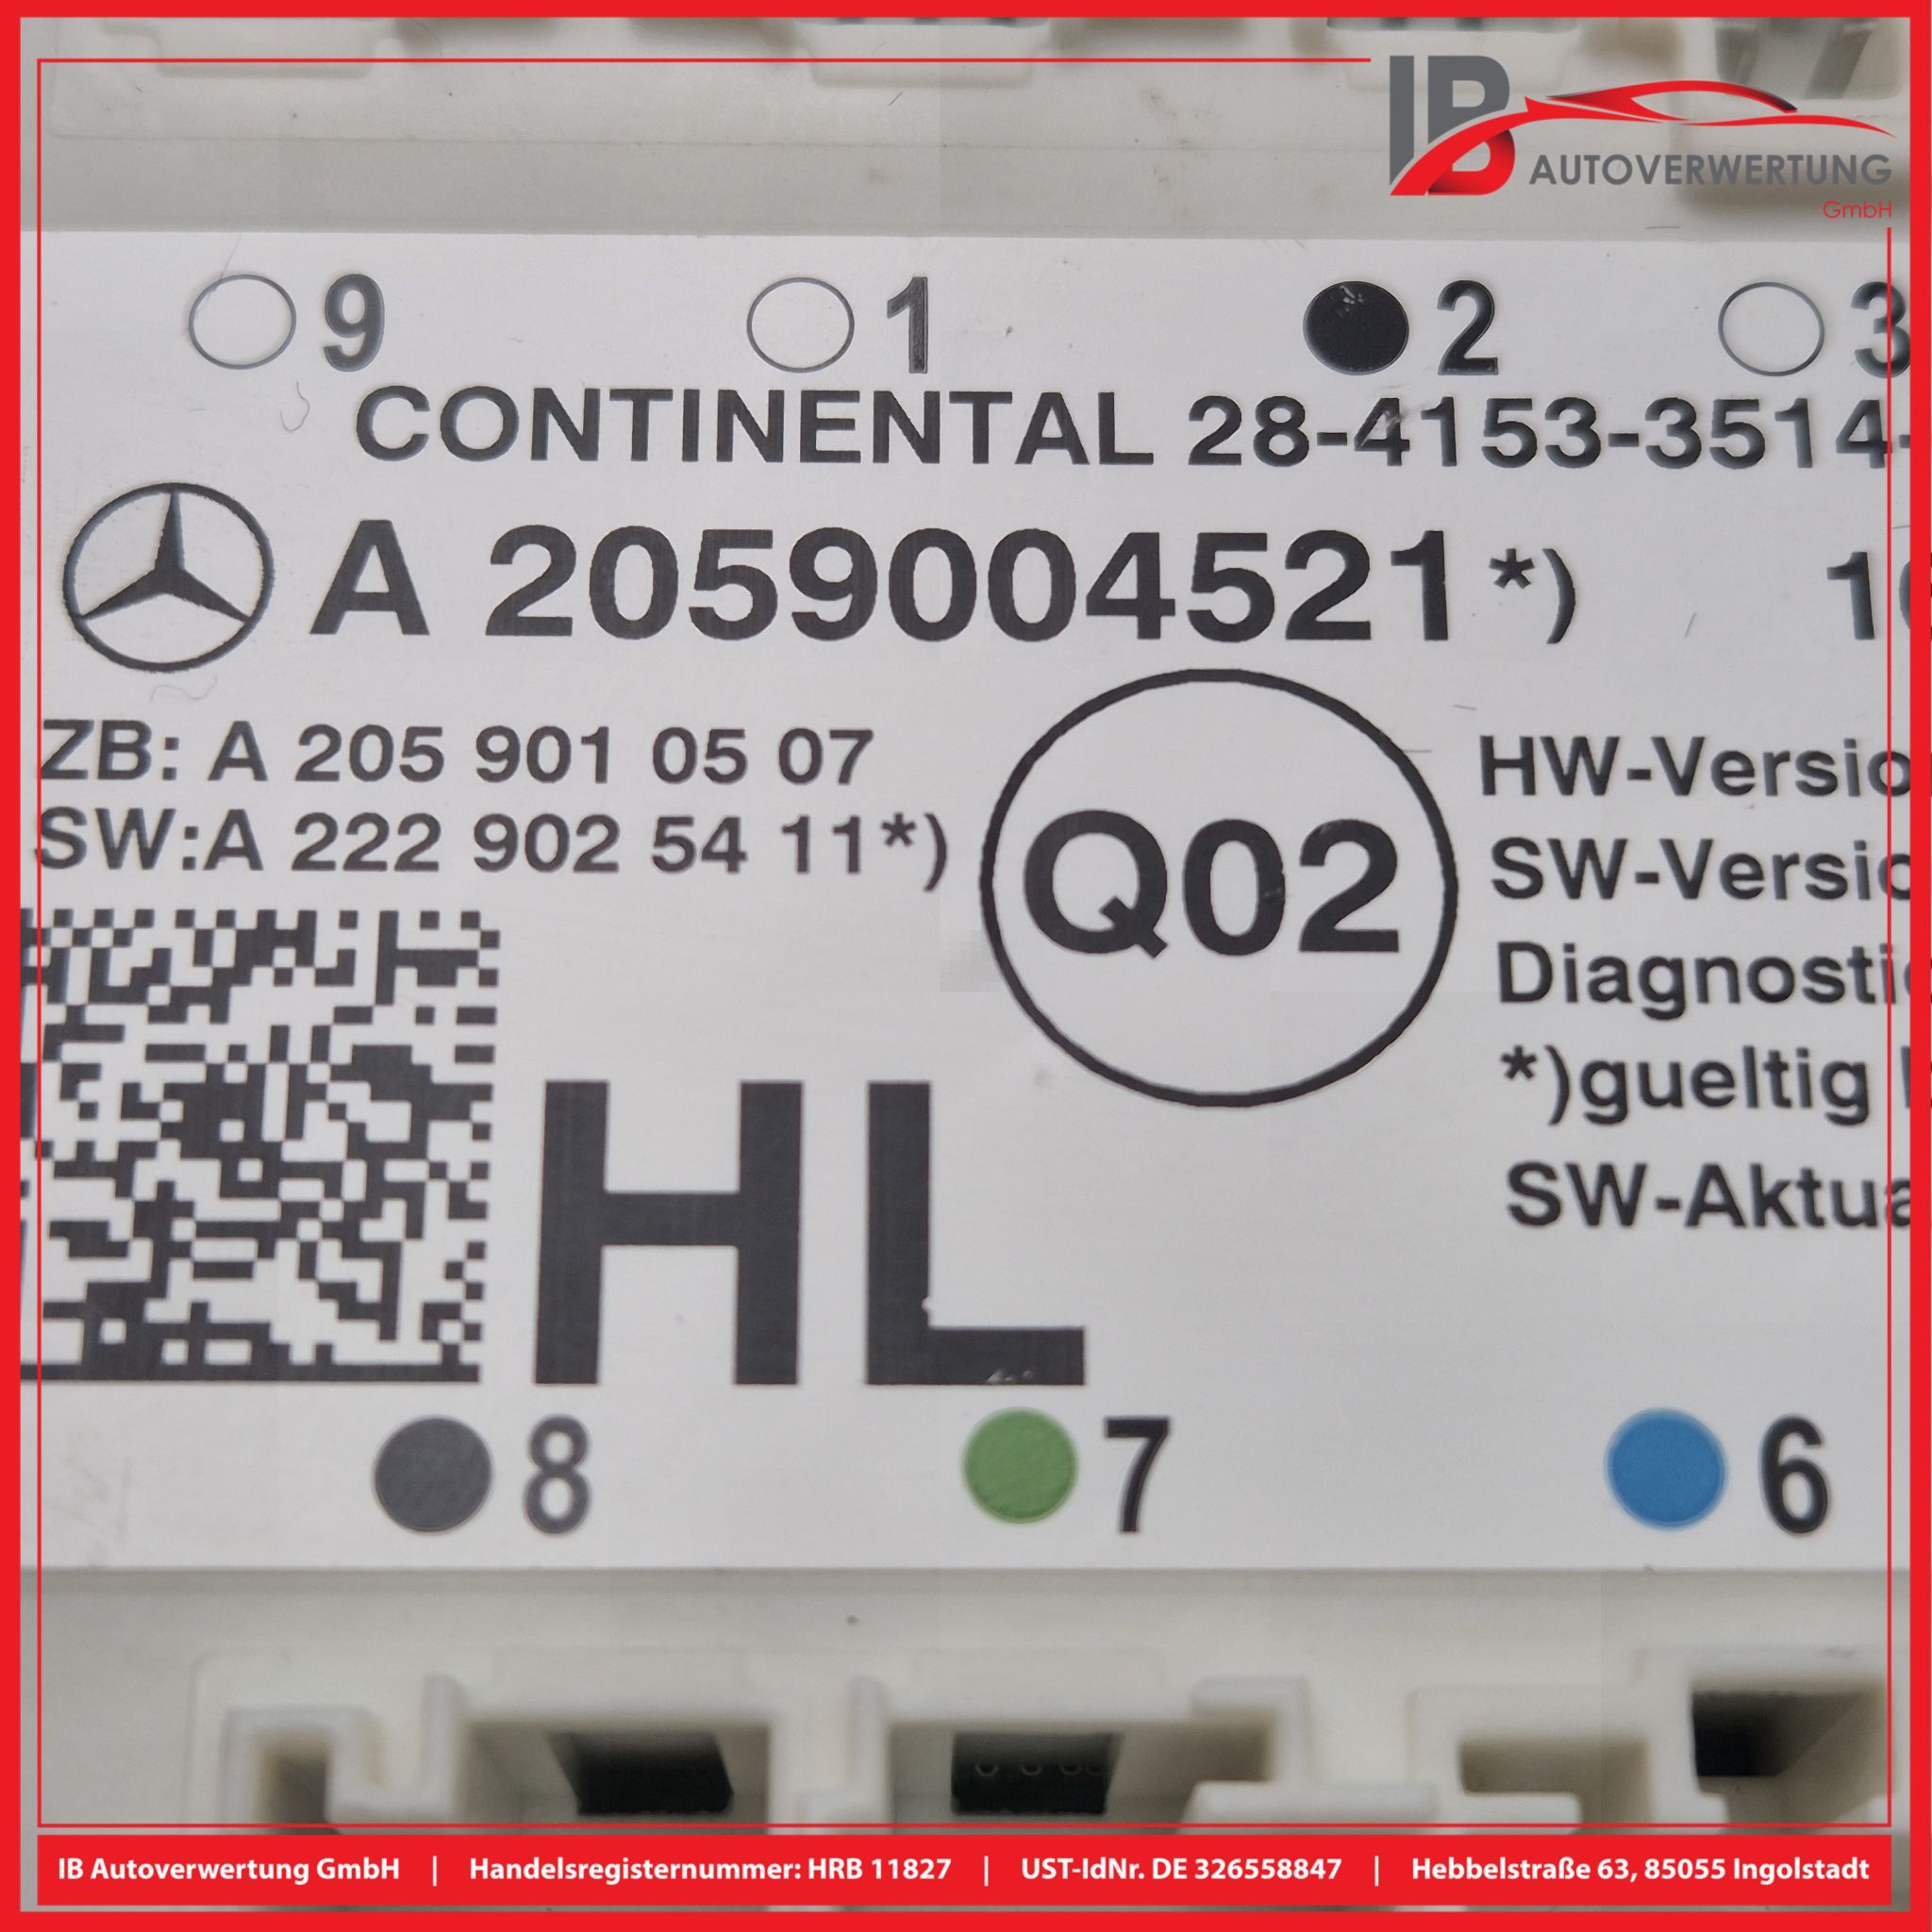 IB AUTOVERWERTUNG
GmbH
9 1 2 3
CONTINENTAL 28-4153-3514-
A 2059004521*)
ZB: A 205 901 05 07
SW:A 222 902 54 11*)
Q02
HW-Versio
SW-Versio
Diagnosti
*)gueltig
SW-Aktua
HL
8 7 6
IB Autoverwertung GmbH | Handelsregisternummer: HRB 11827 | UST-IdNr. DE 326558847 | Hebbelstraße 63, 85055 Ingolstadt